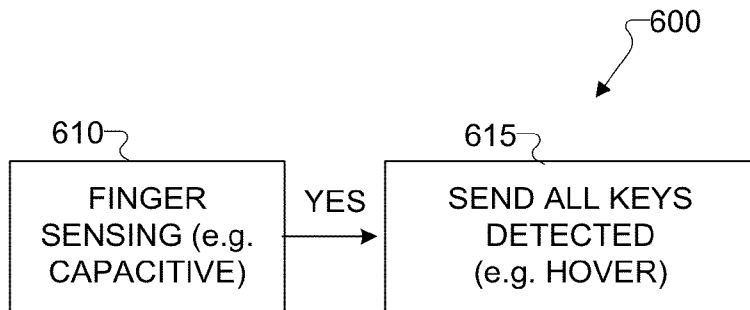 600
610
615
FINGER
SENSING (e.g.
CAPACITIVE)
YES
SEND ALL KEYS
DETECTED
(e.g. HOVER)